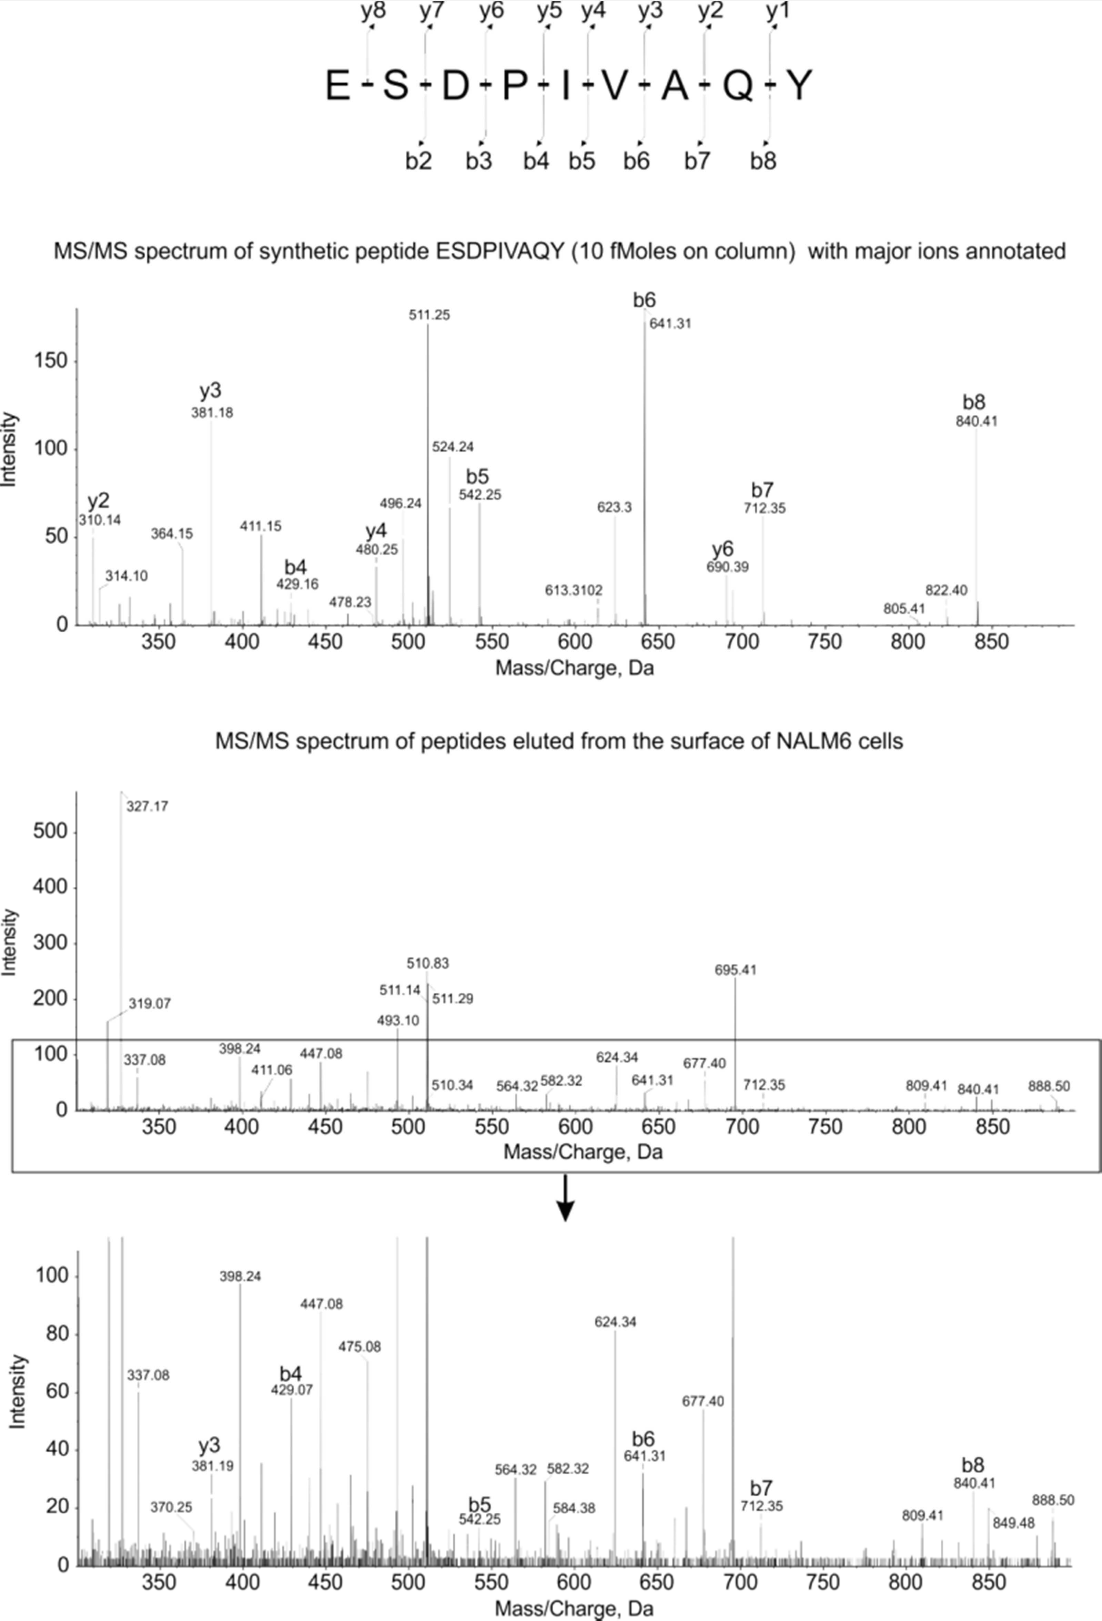 y8 y7 y6 y5 y4 y3 y2 y1
E-S-D-P-I-V-A-Q-Y
b2 b3 b4 b5 b6 b7 b8
MS/MS spectrum of synthetic peptide ESDPIVAQY (10 fMoles on column) with major ions annotated
b6
511.25
641.31
150
y3
381.18
b8
840.41
Intensity
100
524.24
b5
542.25
y2
310.14
496.24
b7
712.35
623.3
364.15
411.15
50
y4
480.25
y6
690.39
b4
429.16
314.10
478.23
613.3102
822.40
805.41
0
350 400 450 500 550 600 650 700 750 800 850
Mass/Charge, Da
MS/MS spectrum of peptides eluted from the surface of NALM6 cells
327.17
500
400
Intensity
300
510.83
695.41
511.14
511.29
200
319.07
493.10
100
398.24
447.08
337.08
411.06
624.34
677.40
510.34
564.32
582.32
641.31
712.35
809.41
840.41
888.50
0
350 400 450 500 550 600 650 700 750 800 850
Mass/Charge, Da
100
398.24
447.08
80
475.08
624.34
337.08
b4
429.07
60
677.40
Intensity
40
y3
381.19
b6
641.31
564.32
582.32
b8
840.41
370.25
b5
542.25
584.38
b7
712.35
20
809.41
849.48
888.50
0
350 400 450 500 550 600 650 700 750 800 850
Mass/Charge, Da